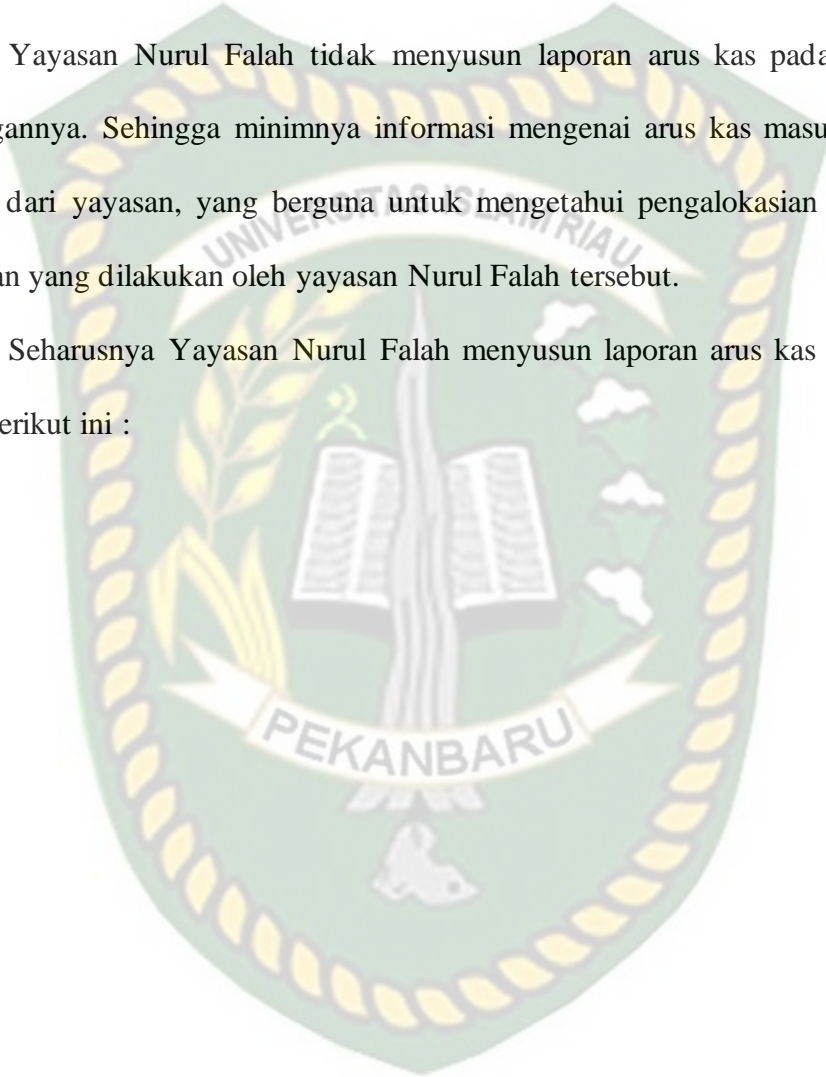 Yayasan Nurul Falah tidak menyusun laporan arus kas pada
gannya. Sehingga minimnya informasi mengenai arus kas masu
dari yayasan, yang berguna untuk mengetahui pengalokasian
an yang dilakukan oleh yayasan Nurul Falah tersebut.
Seharusnya Yayasan Nurul Falah menyusun laporan arus kas
erikut ini :
UNIVERSITAS ISLAM RIAU
PEKANBARU